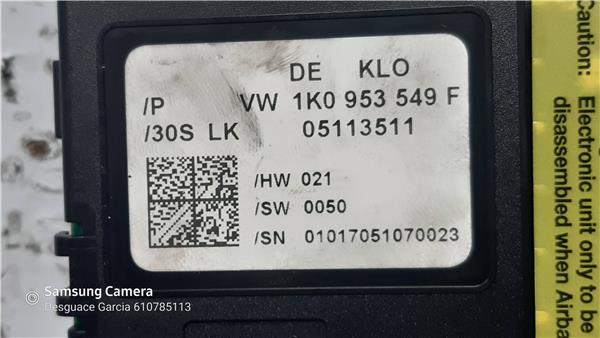 DE KLO
/P VW 1K0 953 549 F
/30S LK 05113511
/HW 021
/SW 0050
/SN 01017051070023
Samsung Camera
Desguace Garcia 610785113
Caution: Electronic unit only to be
disassembled when Airba